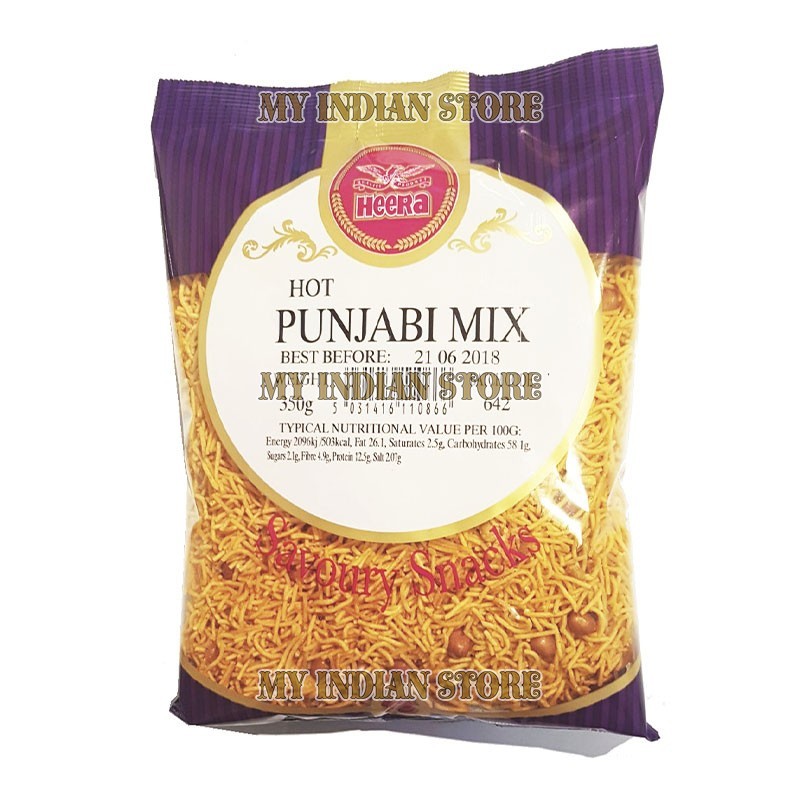 MY INDIAN STORE
HEERA
HOT
PUNJABI MIX
BEST BEFORE: 21 06 2018
MY INDIAN STORE
350g 5 031416 110866 642
TYPICAL NUTRITIONAL VALUE PER 100G:
Energy 2096kj /503kcal, Fat 26.1, Saturates 2.5g, Carbohydrates 58.1g,
Sugars 2.1g, Fibre 4.9g, Protein 12.5g, Salt 2.07g
Savoury Snacks
MY INDIAN STORE